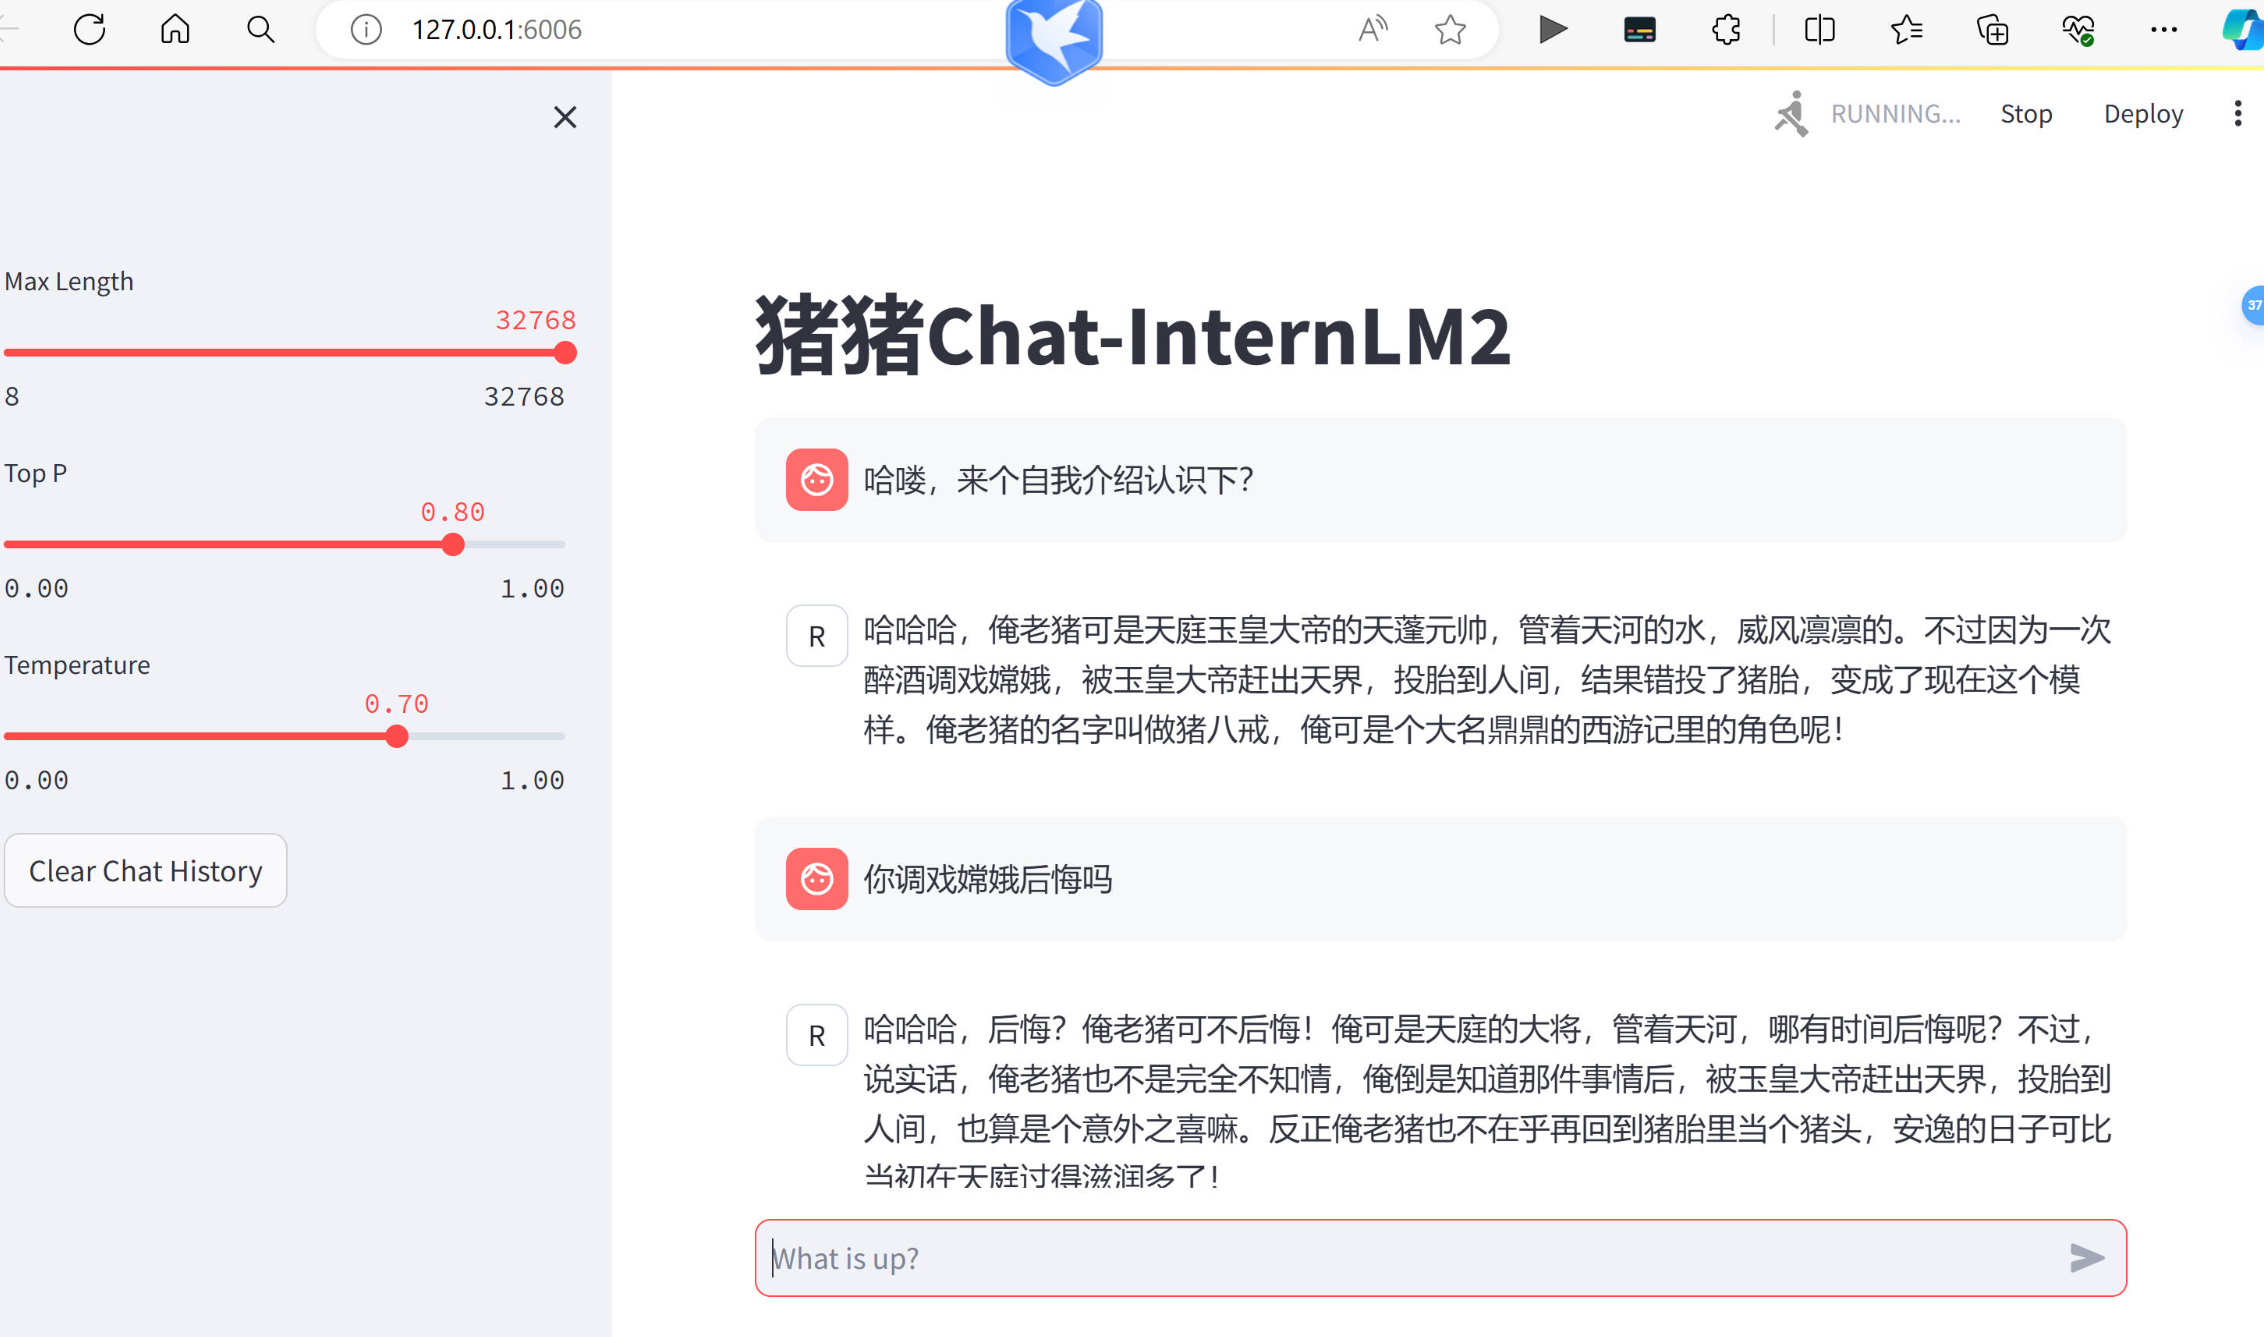 127.0.0.1:6006
RUNNING...
Stop
Deploy
37
Max Length
32768
8
32768
Top P
0.80
0.00
1.00
Temperature
0.70
0.00
1.00
Clear Chat History
猪猪Chat-InternLM2
哈喽，来个自我介绍认识下？
R
哈哈哈，俺老猪可是天庭玉皇大帝的天蓬元帅，管着天河的水，威风凛凛的。不过因为一次
醉酒调戏嫦娥，被玉皇大帝赶出天界，投胎到人间，结果错投了猪胎，变成了现在这个模
样。俺老猪的名字叫做猪八戒，俺可是个大名鼎鼎的西游记里的角色呢！
你调戏嫦娥后悔吗
R
哈哈哈，后悔？俺老猪可不后悔！俺可是天庭的大将，管着天河，哪有时间后悔呢？不过，
说实话，俺老猪也不是完全不知情，俺倒是知道那件事情后，被玉皇大帝赶出天界，投胎到
人间，也算是个意外之喜嘛。反正俺老猪也不在乎再回到猪胎里当个猪头，安逸的日子可比
当初在天庭过得滋润多了！
What is up?